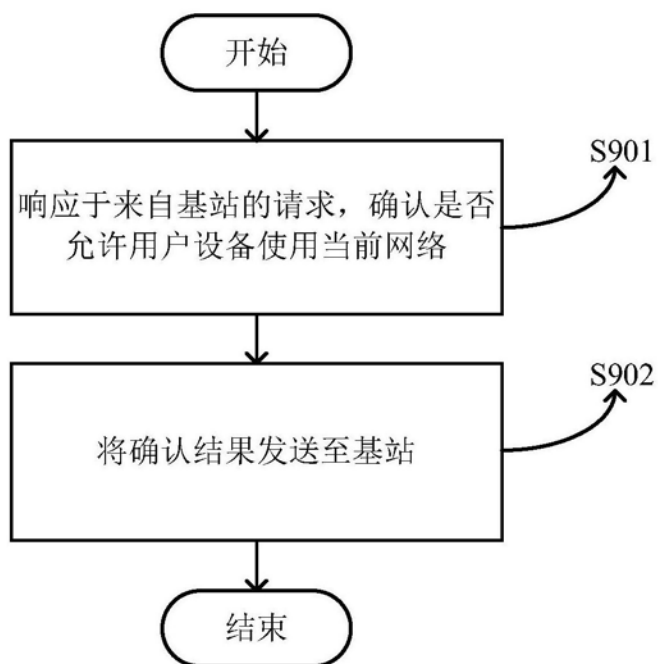 开始
S901
响应于来自基站的请求，确认是否
允许用户设备使用当前网络
S902
将确认结果发送至基站
结束